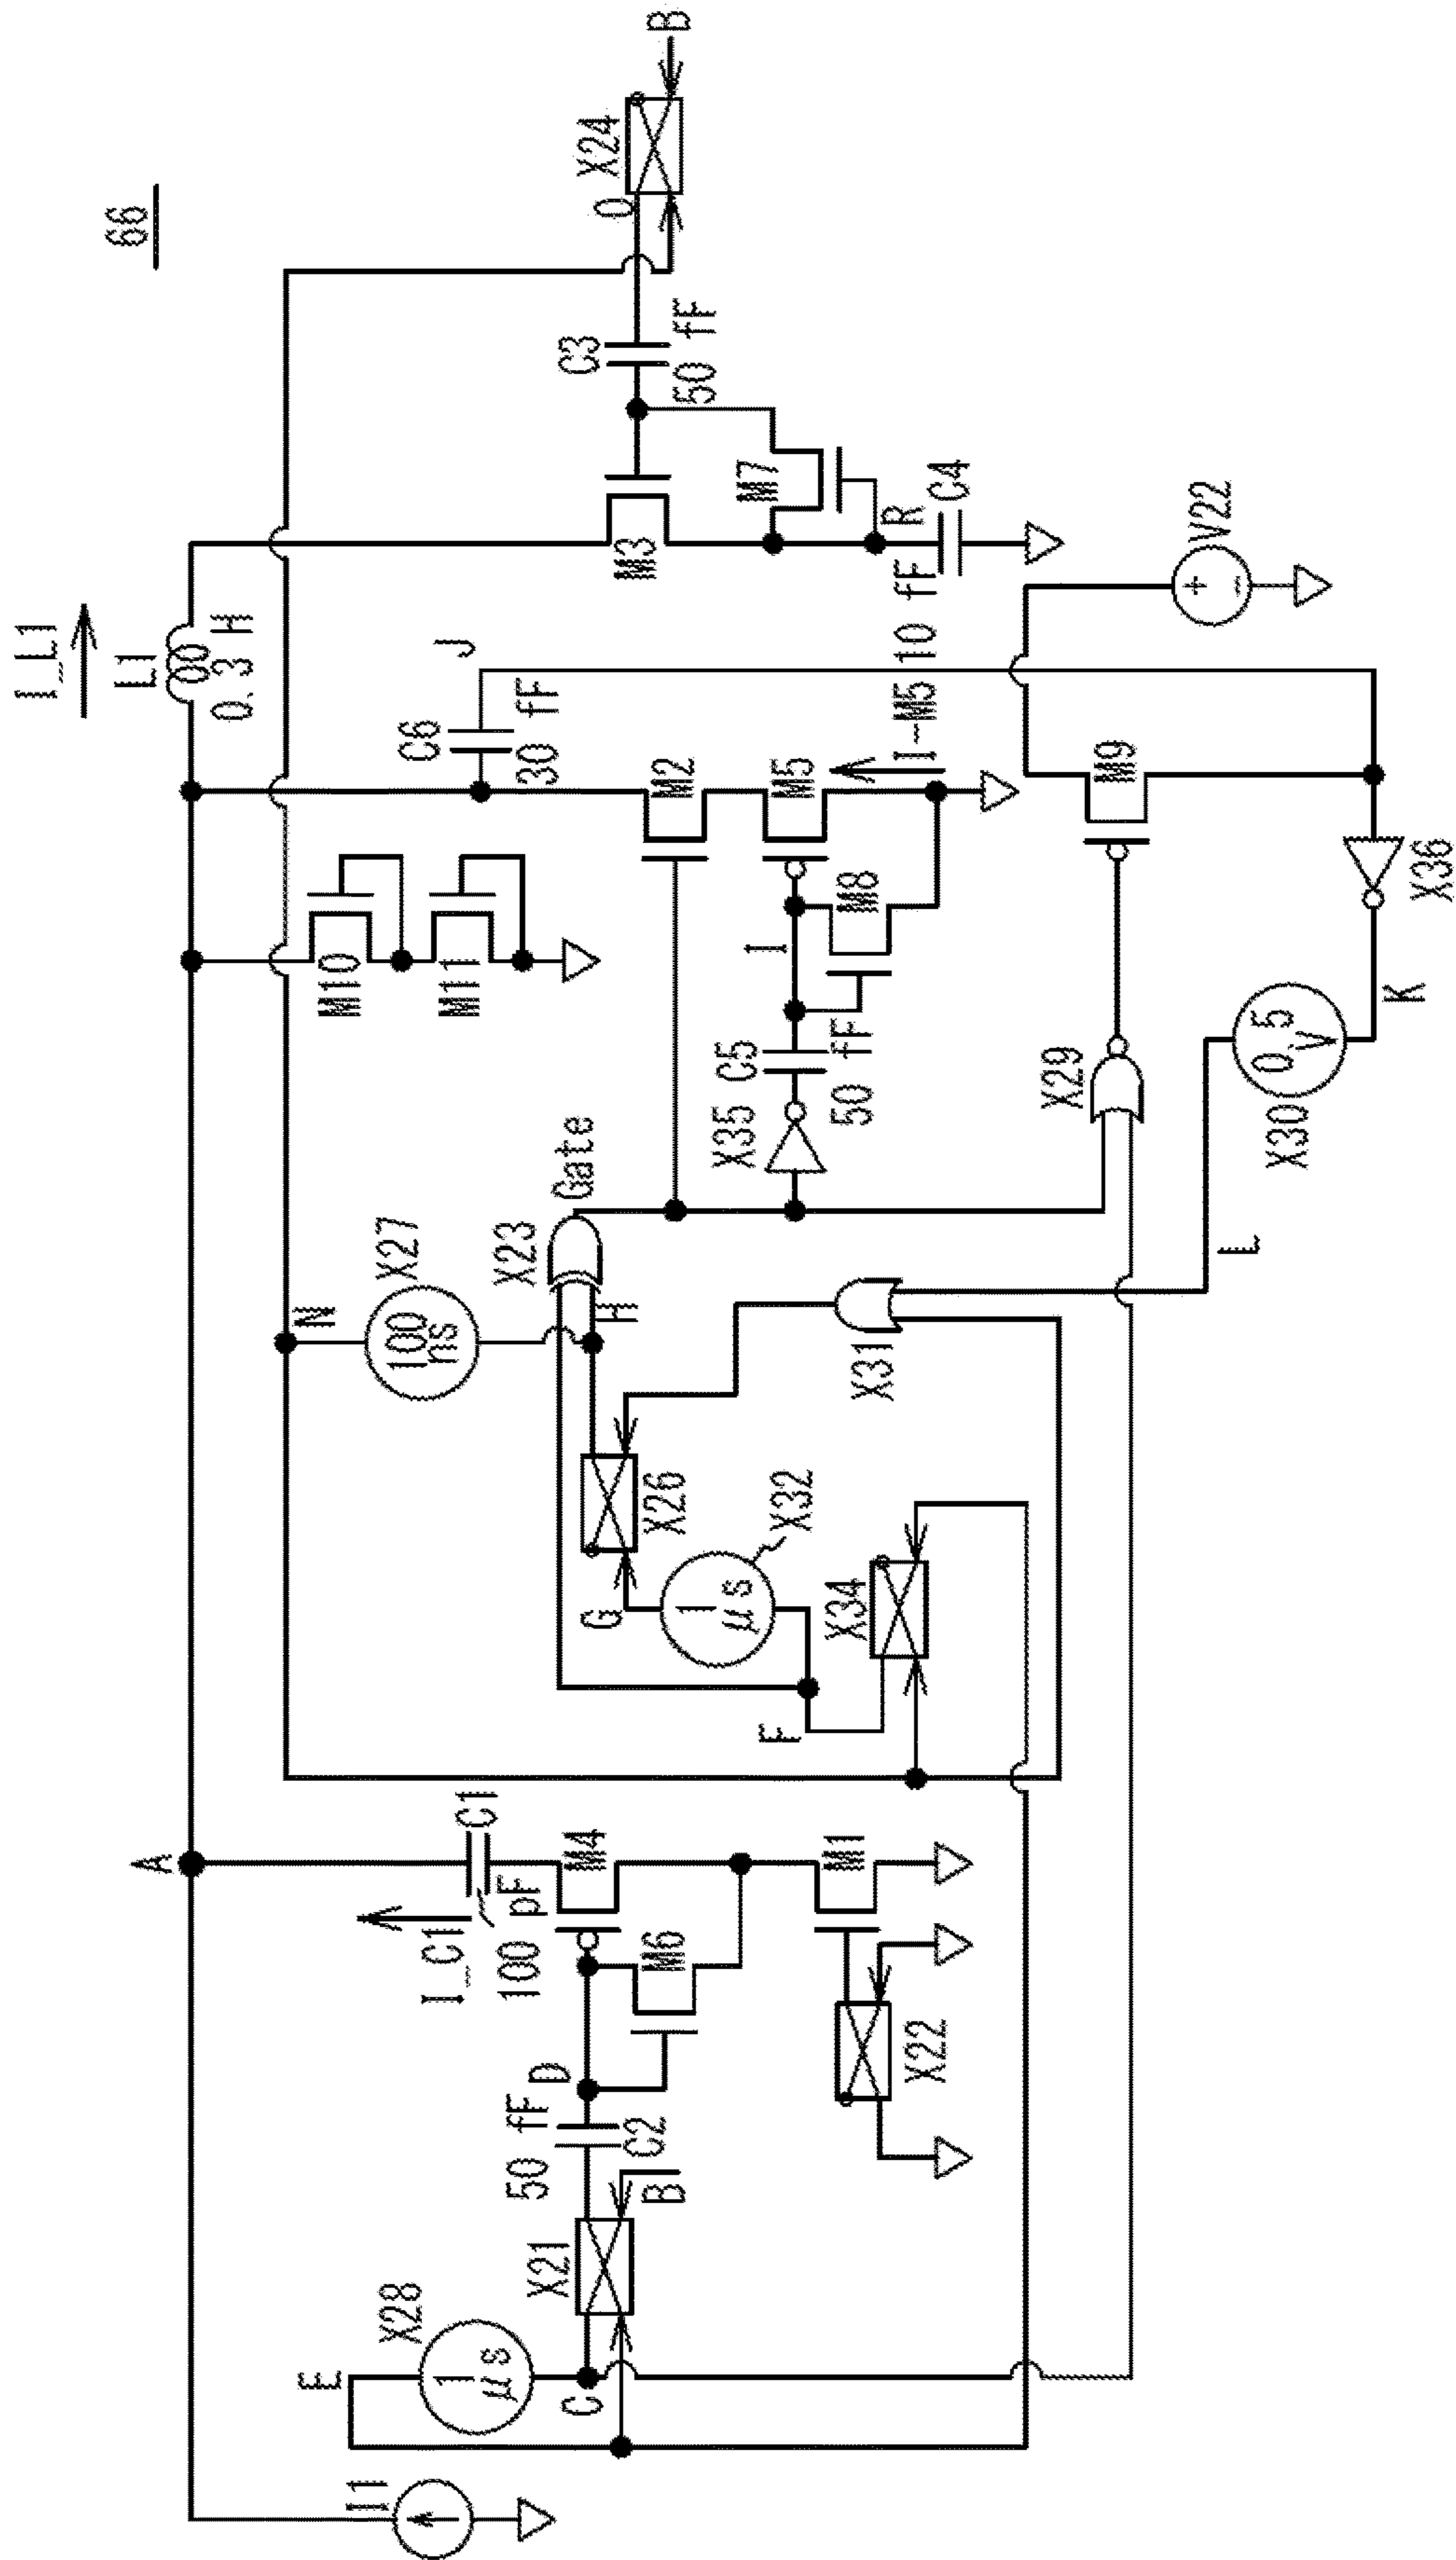 66
I_L1
L1
0.3 H
A
I1
E
X28
1 μs
C
X21
B
50 fF
C2
D
I_C1
C1
100 pF
M4
M6
M1
X22
F
X34
G
1 μs
X32
X26
H
N
X27
100 ns
X23
Gate
X31
L
X35
C5
50 fF
I
M10
M11
M8
M5
M2
I-M5
C6
30 fF
J
X29
M9
X30
0.5 V
K
X36
V22
+
-
M3
M7
R
C4
10 fF
C3
50 fF
O
X24
B